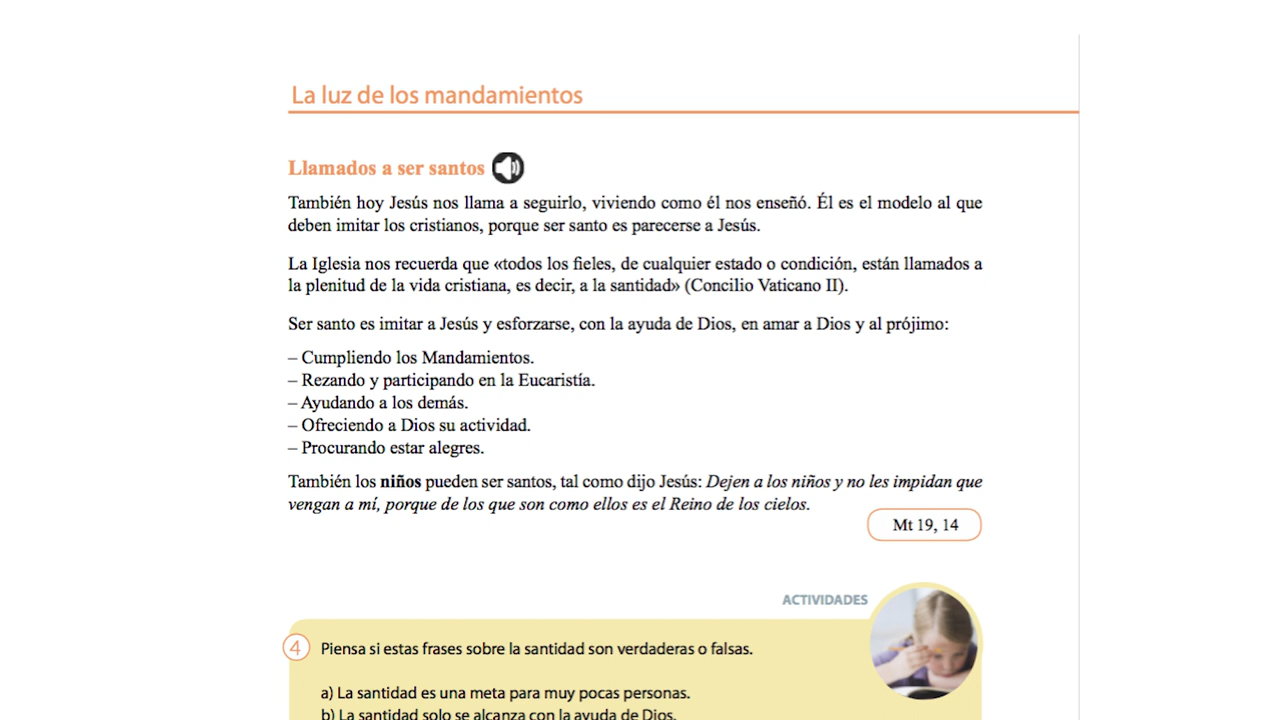 La luz de los mandamientos
Llamados a ser santos
También hoy Jesús nos llama a seguirlo, viviendo como él nos enseñó. Él es el modelo al que
deben imitar los cristianos, porque ser santo es parecerse a Jesús.
La Iglesia nos recuerda que «todos los fieles, de cualquier estado o condición, están llamados a
la plenitud de la vida cristiana, es decir, a la santidad» (Concilio Vaticano II).
Ser santo es imitar a Jesús y esforzarse, con la ayuda de Dios, en amar a Dios y al prójimo:
– Cumpliendo los Mandamientos.
– Rezando y participando en la Eucaristía.
– Ayudando a los demás.
– Ofreciendo a Dios su actividad.
– Procurando estar alegres.
También los niños pueden ser santos, tal como dijo Jesús: Dejen a los niños y no les impidan que
vengan a mí, porque de los que son como ellos es el Reino de los cielos.
Mt 19, 14
ACTIVIDADES
4 Piensa si estas frases sobre la santidad son verdaderas o falsas.
a) La santidad es una meta para muy pocas personas.
b) La santidad solo se alcanza con la ayuda de Dios.